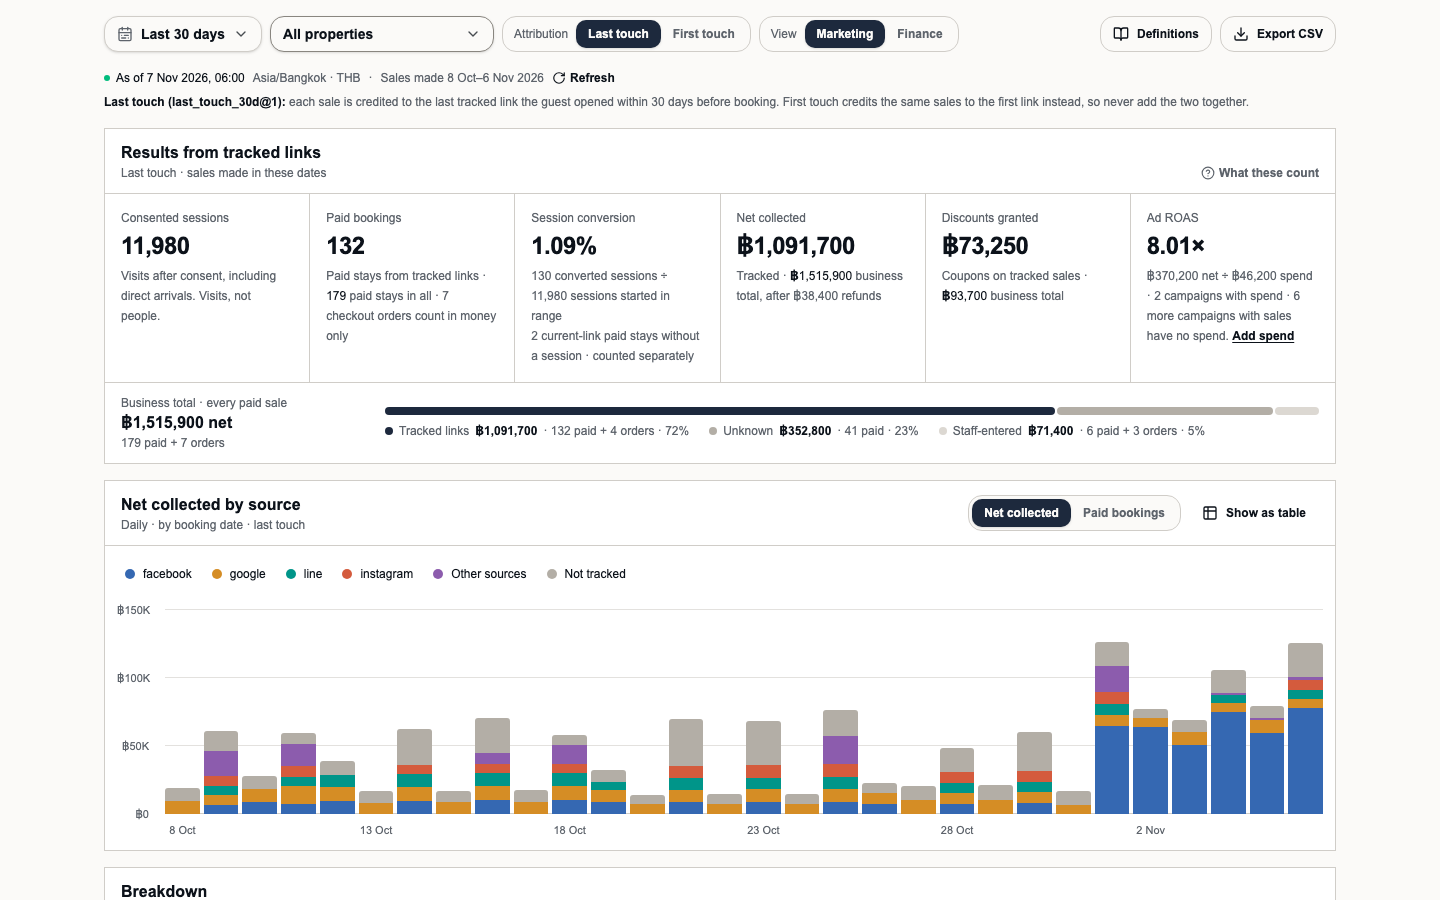 Last 30 days
All properties
Attribution Last touch First touch
View Marketing Finance
Definitions
Export CSV
As of 7 Nov 2026, 06:00 Asia/Bangkok · THB · Sales made 8 Oct–6 Nov 2026 Refresh
Last touch (last_touch_30d@1): each sale is credited to the last tracked link the guest opened within 30 days before booking. First touch credits the same sales to the first link instead, so never add the two together.
Results from tracked links
Last touch · sales made in these dates
What these count
Consented sessions
11,980
Visits after consent, including
direct arrivals. Visits, not
people.
Paid bookings
132
Paid stays from tracked links ·
179 paid stays in all · 7
checkout orders count in money
only
Session conversion
1.09%
130 converted sessions ÷
11,980 sessions started in
range
2 current-link paid stays without
a session · counted separately
Net collected
฿1,091,700
Tracked · ฿1,515,900 business
total, after ฿38,400 refunds
Discounts granted
฿73,250
Coupons on tracked sales ·
฿93,700 business total
Ad ROAS
8.01×
฿370,200 net ÷ ฿46,200 spend
· 2 campaigns with spend · 6
more campaigns with sales
have no spend. Add spend
Business total · every paid sale
฿1,515,900 net
179 paid + 7 orders
Tracked links ฿1,091,700 · 132 paid + 4 orders · 72%
Unknown ฿352,800 · 41 paid · 23%
Staff-entered ฿71,400 · 6 paid + 3 orders · 5%
Net collected by source
Daily · by booking date · last touch
Net collected Paid bookings
Show as table
facebook google line instagram Other sources Not tracked
฿150K
฿100K
฿50K
฿0
8 Oct 13 Oct 18 Oct 23 Oct 28 Oct 2 Nov
Breakdown